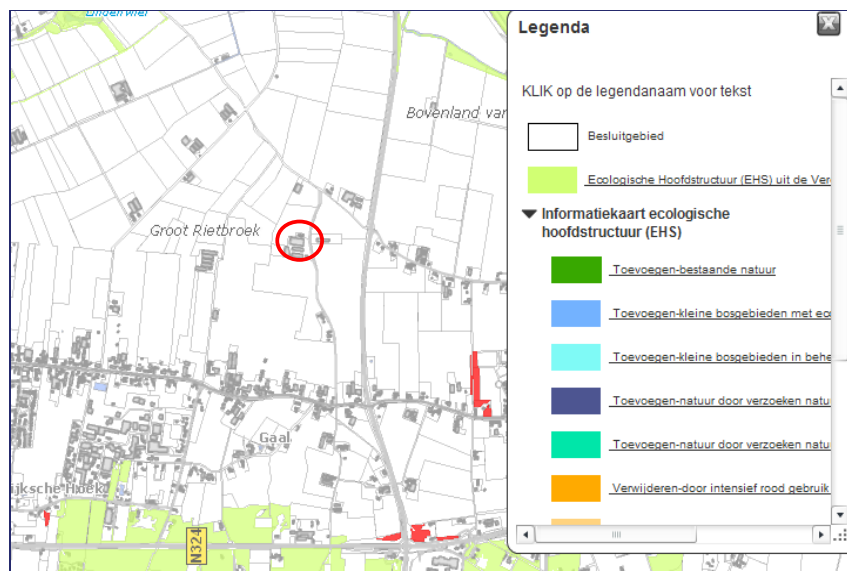 Legenda
KLIK op de legendanaam voor tekst
Besluitgebied
Ecologische Hoofdstructuur (EHS) uit de Ver
Informatiekaart ecologische
hoofdstructuur (EHS)
Toevoegen-bestaande natuur
Toevoegen-kleine bosgebieden met eco
Toevoegen-kleine bosgebieden in behe
Toevoegen-natuur door verzoeken natu
Toevoegen-natuur door verzoeken natu
Verwijderen-door intensief rood gebruik
Bovenland van
Groot Rietbroek
Gaal
ijksche Hoek
N324